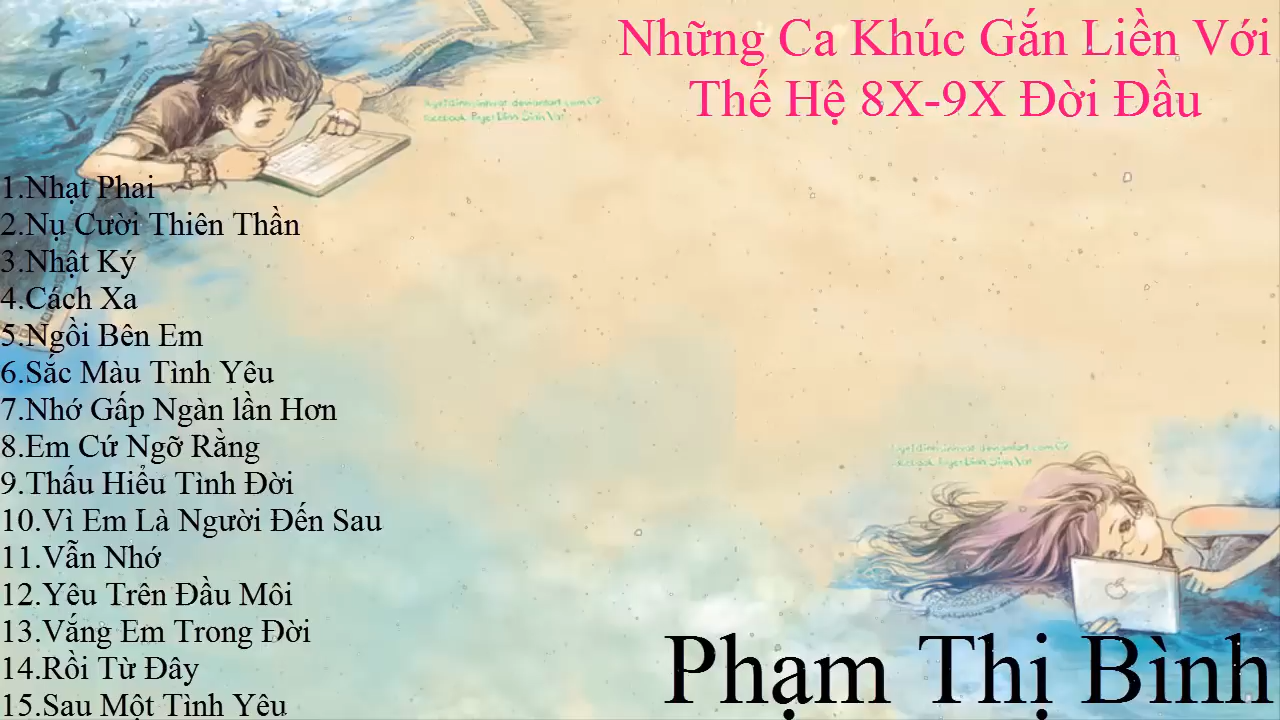 Những Ca Khúc Gắn Liền Với
Thế Hệ 8X-9X Đời Đầu
1.Nhạt Phai
2.Nụ Cười Thiên Thần
3.Nhật Ký
4.Cách Xa
5.Ngồi Bên Em
6.Sắc Màu Tình Yêu
7.Nhớ Gấp Ngàn lần Hơn
8.Em Cứ Ngỡ Rằng
9.Thấu Hiểu Tình Đời
10.Vì Em Là Người Đến Sau
11.Vẫn Nhớ
12.Yêu Trên Đầu Môi
13.Vắng Em Trong Đời
14.Rồi Từ Đây
15.Sau Một Tình Yêu
Phạm Thị Bình